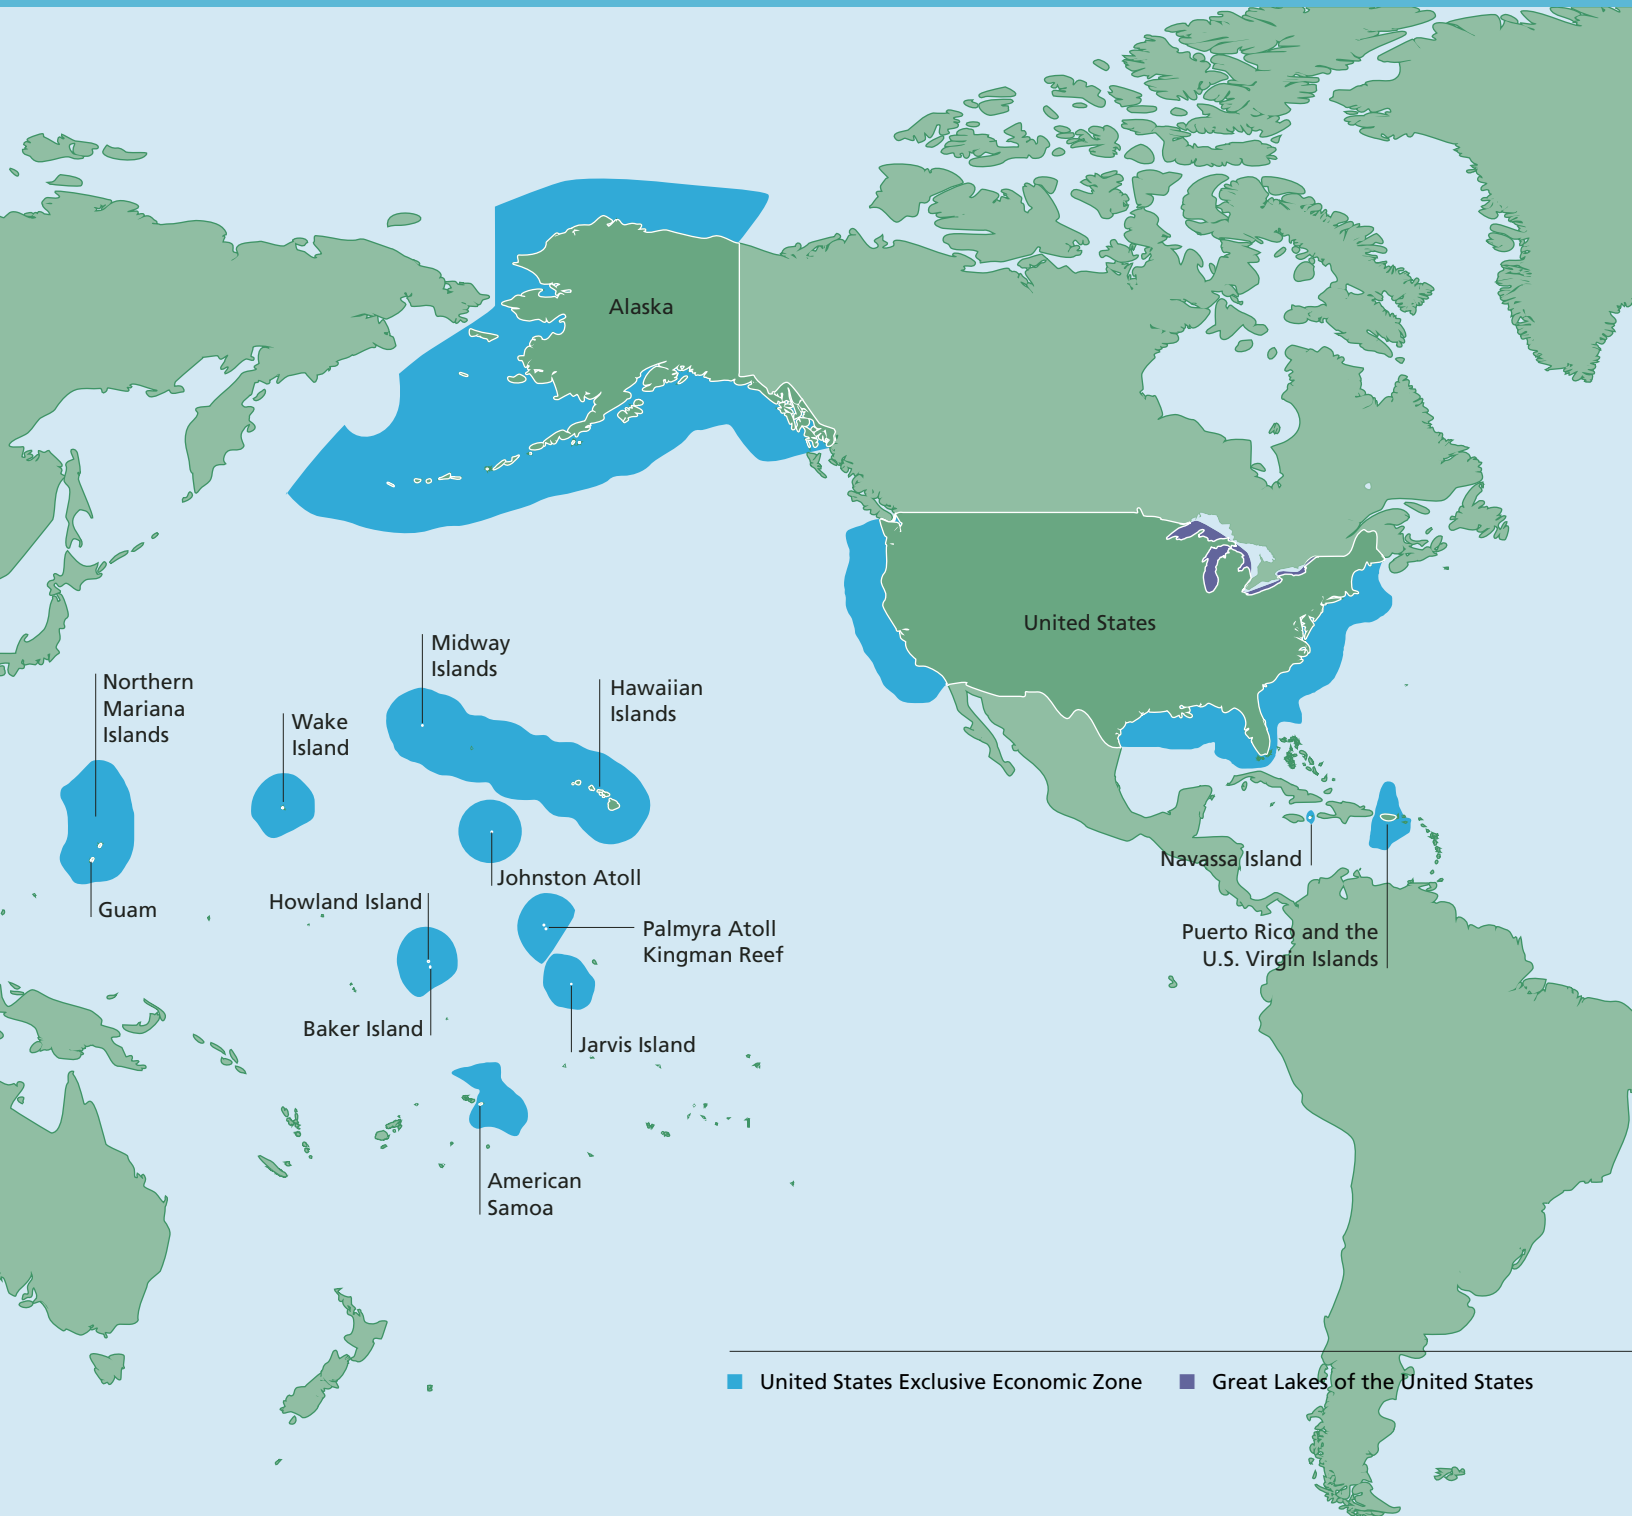 Alaska
United States
Midway
Islands
Northern
Mariana
Islands
Hawaiian
Islands
Wake
Island
Navassa Island
Johnston Atoll
Howland Island
Guam
Palmyra Atoll
Kingman Reef
Puerto Rico and the
U.S. Virgin Islands
Baker Island
Jarvis Island
American
Samoa
United States Exclusive Economic Zone
Great Lakes of the United States